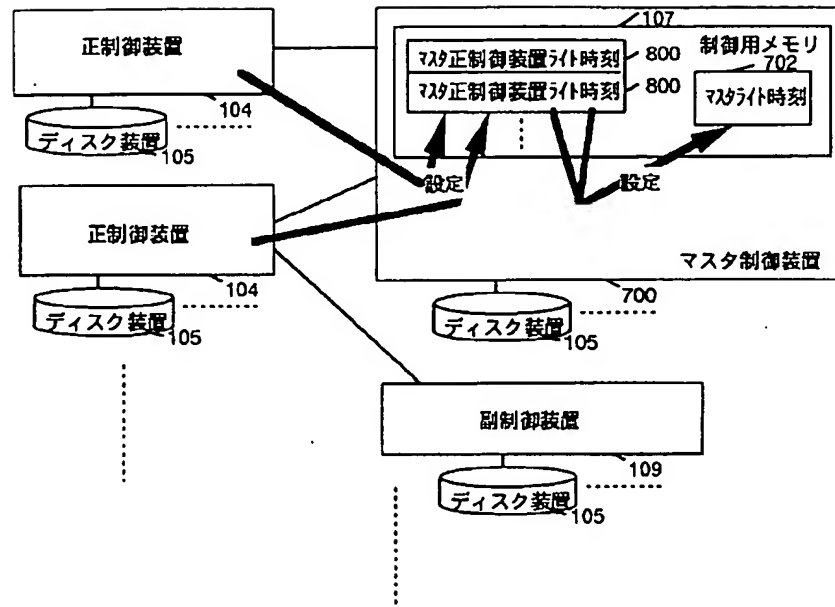 正制御装置
104
ディスク装置
105
正制御装置
104
ディスク装置
105
107
制御用メモリ
マスタ正制御装置ライト時刻
800
マスタ正制御装置ライト時刻
800
702
マスタライト時刻
設定
設定
マスタ制御装置
700
ディスク装置
105
副制御装置
109
ディスク装置
105